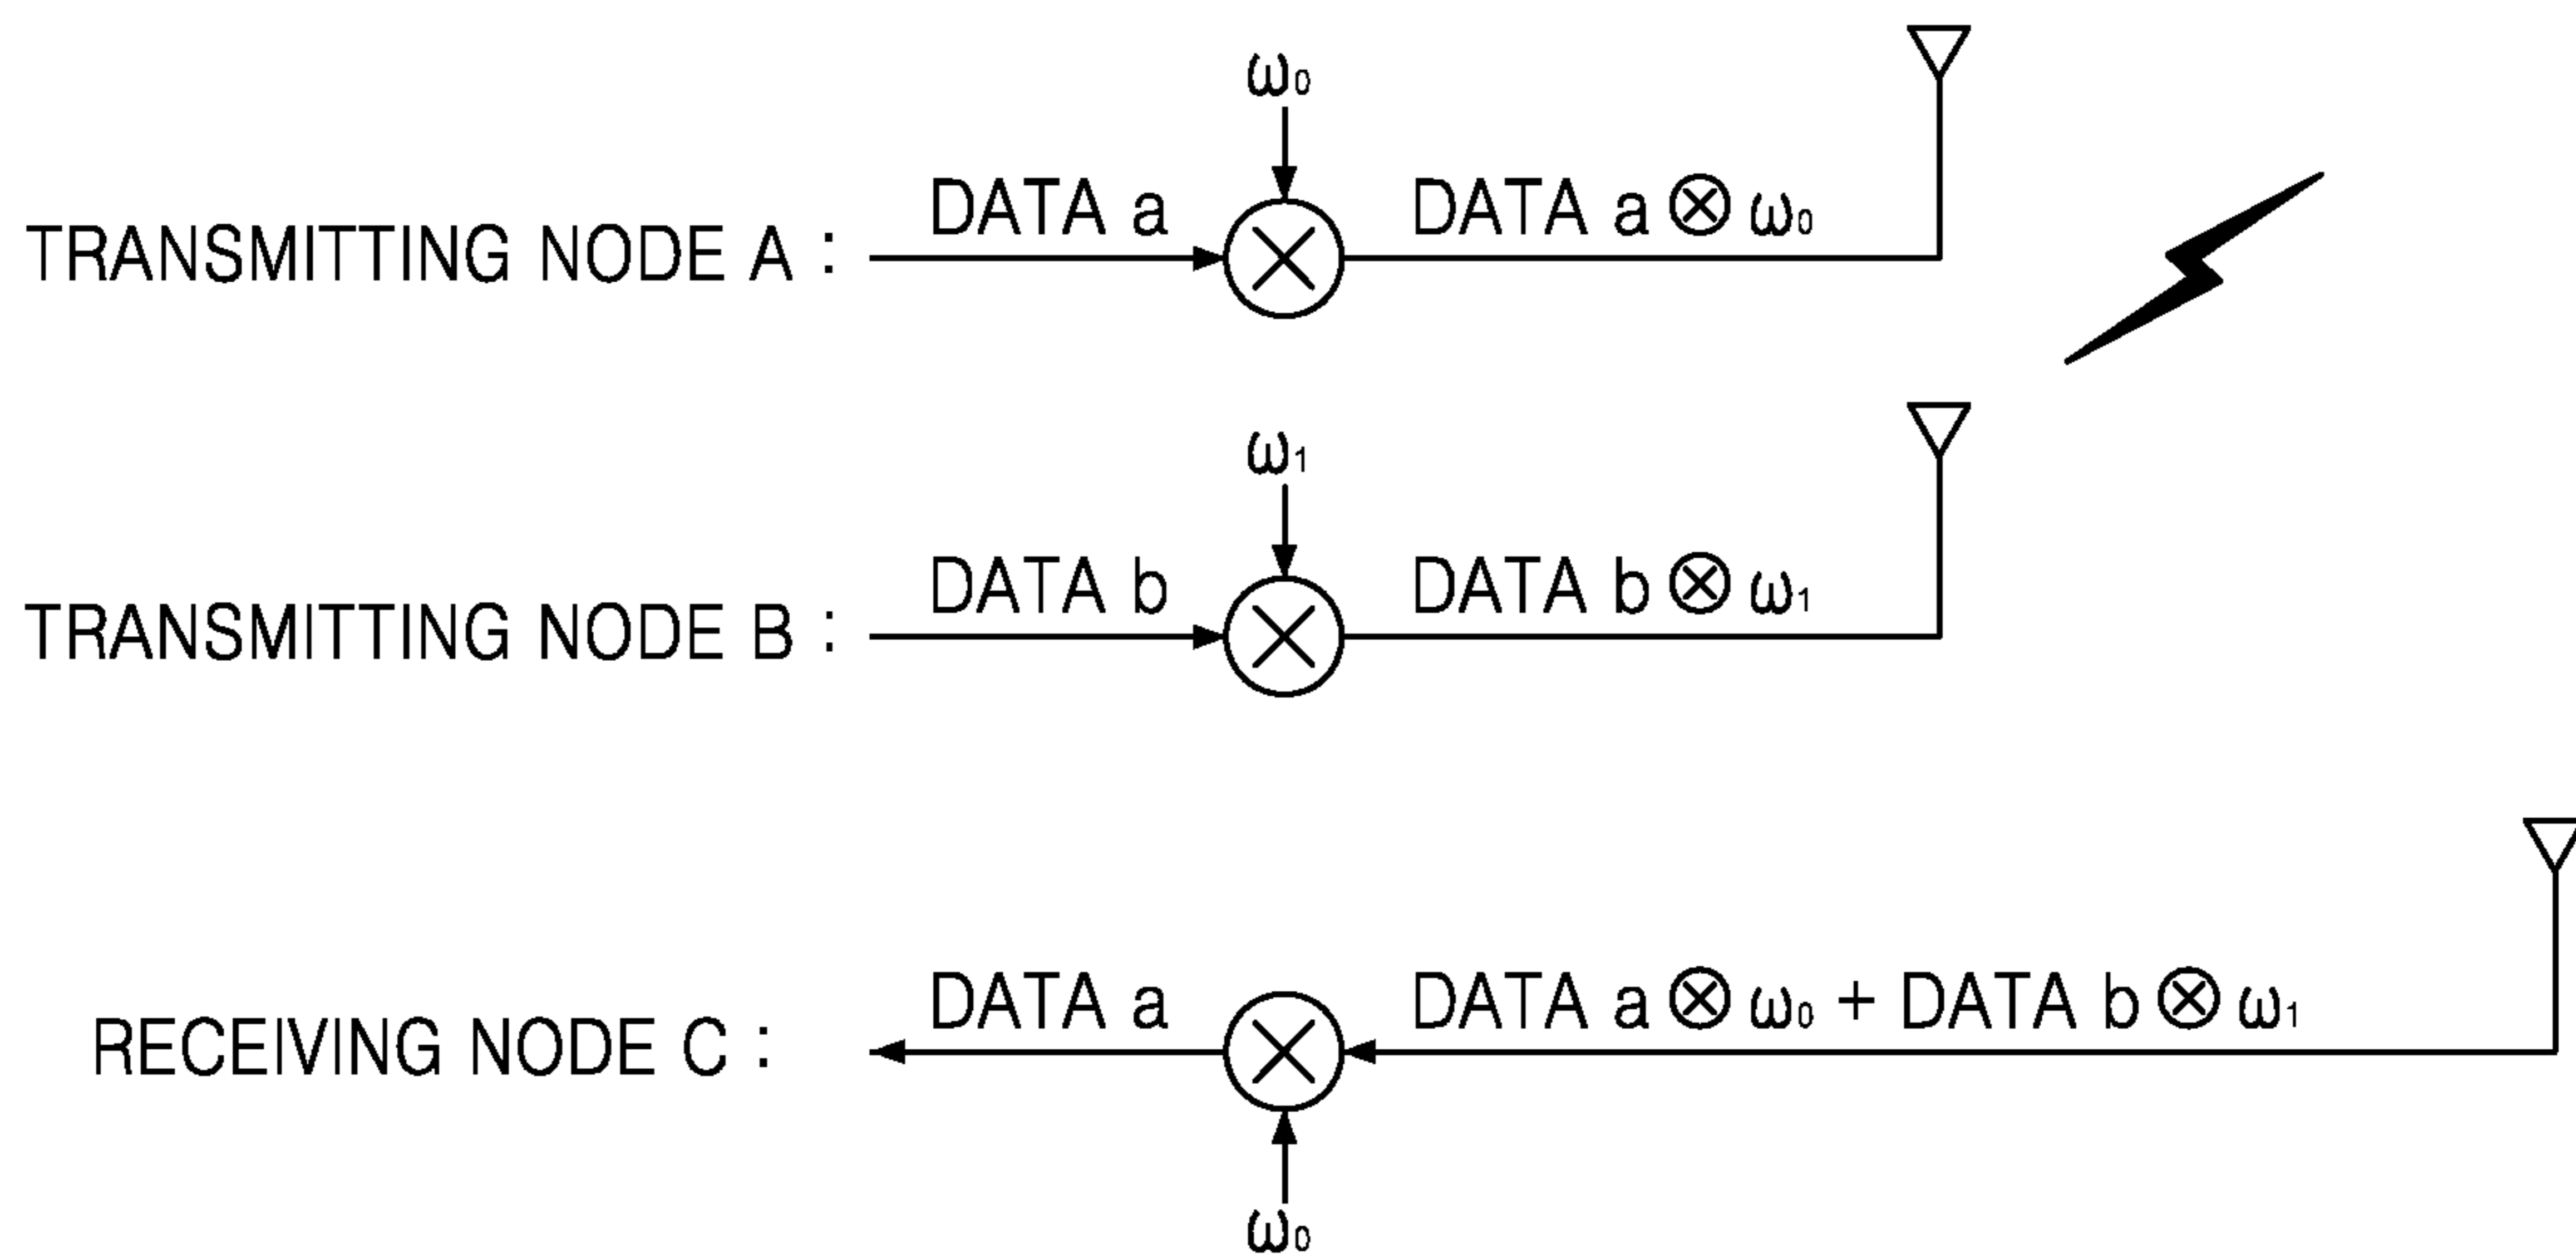 ω₀
TRANSMITTING NODE A : DATA a DATA a ⊗ ω₀
ω₁
TRANSMITTING NODE B : DATA b DATA b ⊗ ω₁
RECEIVING NODE C : DATA a DATA a ⊗ ω₀ + DATA b ⊗ ω₁
ω₀